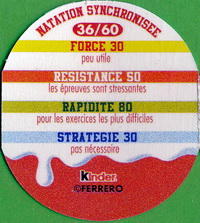 NATATION SYNCHRONISEE
36/60
FORCE 30
peu utile
RESISTANCE 50
les épreuves sont stressantes
RAPIDITE 80
pour les exercices les plus difficiles
STRATEGIE 30
pas nécessaire
Kinder
©FERRERO